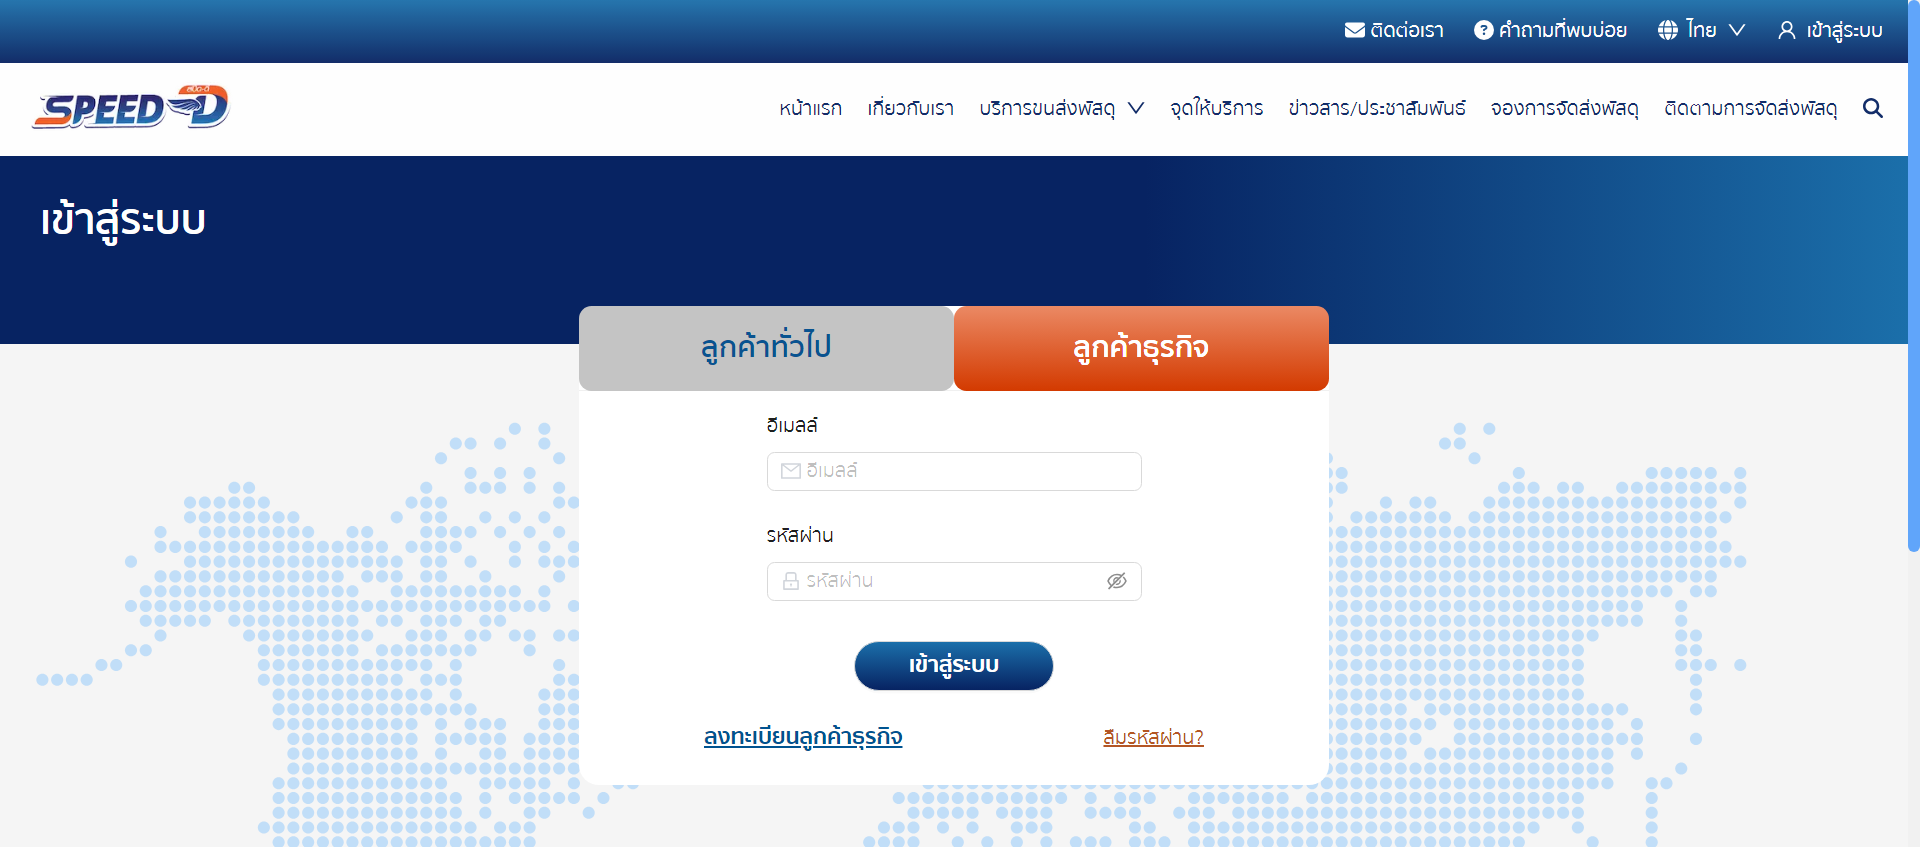 ติดต่อเรา
คำถามที่พบบ่อย
ไทย
เข้าสู่ระบบ
SPEED-D
สปีด-ดี
หน้าแรก
เกี่ยวกับเรา
บริการขนส่งพัสดุ
จุดให้บริการ
ข่าวสาร/ประชาสัมพันธ์
จองการจัดส่งพัสดุ
ติดตามการจัดส่งพัสดุ
เข้าสู่ระบบ
ลูกค้าทั่วไป
ลูกค้าธุรกิจ
อีเมลล์
อีเมลล์
รหัสผ่าน
รหัสผ่าน
เข้าสู่ระบบ
ลงทะเบียนลูกค้าธุรกิจ
ลืมรหัสผ่าน?